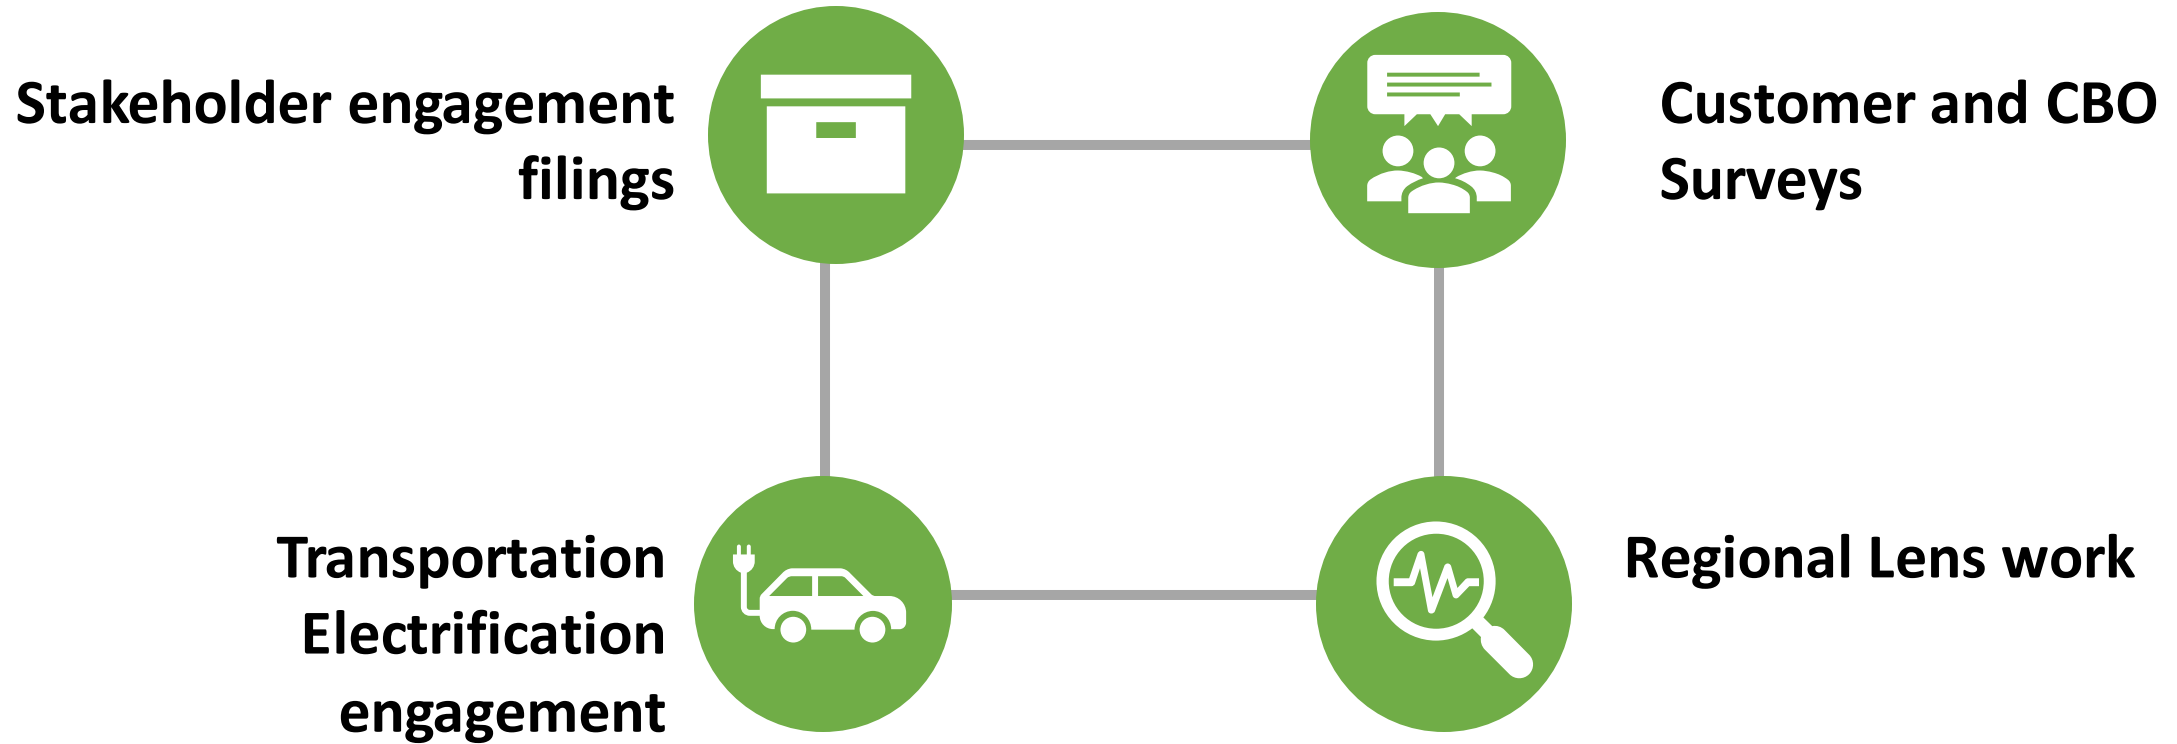 Stakeholder engagement
filings
Customer and CBO
Surveys
Transportation
Electrification
engagement
Regional Lens work